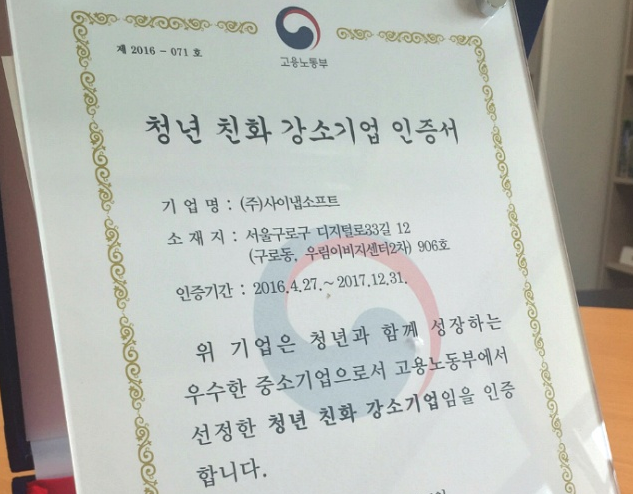 제 2016 - 071 호
고용노동부
청년 친화 강소기업 인증서
기 업 명 : (주)사이냅소프트
소 재 지 : 서울구로구 디지털로33길 12
(구로동, 우림이비지센터2차) 906호
인증기간 : 2016.4.27.~2017.12.31.
위 기업은 청년과 함께 성장하는
우수한 중소기업으로서 고용노동부에서
선정한 청년 친화 강소기업임을 인증
합니다.